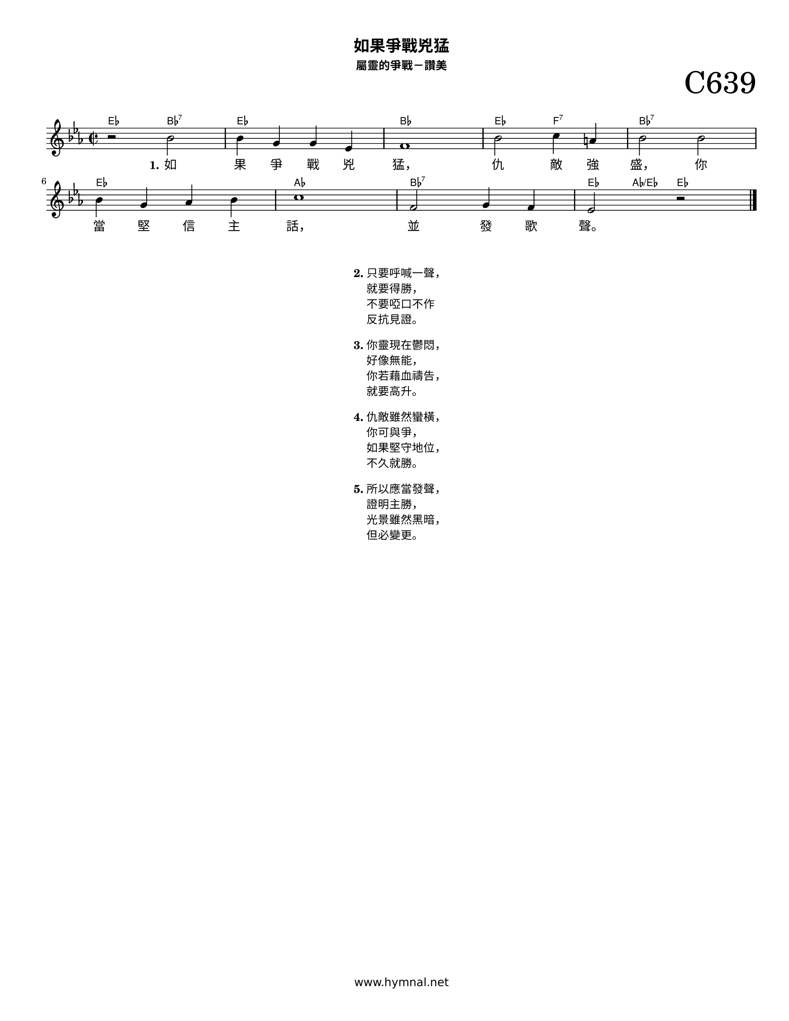 如果爭戰兇猛
屬靈的爭戰－讚美
C639
E♭ B♭7 E♭ B♭ E♭ F7 B♭7
1. 如 果 爭 戰 兇 猛， 仇 敵 強 盛， 你
6 E♭ A♭ B♭7 E♭ A♭/E♭ E♭
當 堅 信 主 話， 並 發 歌 聲。
2. 只要呼喊一聲，
就要得勝，
不要啞口不作
反抗見證。
3. 你靈現在鬱悶，
好像無能，
你若藉血禱告，
就要高升。
4. 仇敵雖然蠻橫，
你可與爭，
如果堅守地位，
不久就勝。
5. 所以應當發聲，
證明主勝，
光景雖然黑暗，
但必變更。
www.hymnal.net